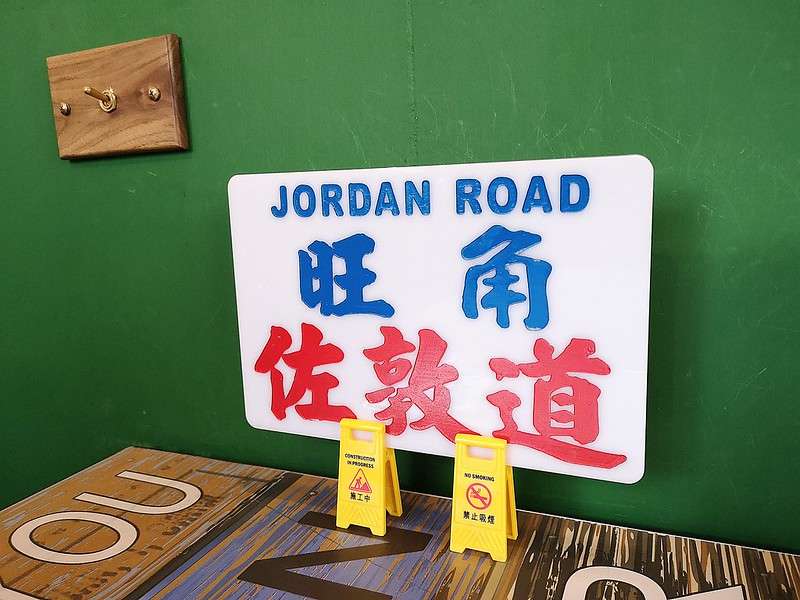 JORDAN ROAD
旺角
佐敦道
CONSTRUCTION
IN PROGRESS
施工中
NO SMOKING
禁止吸煙
OU